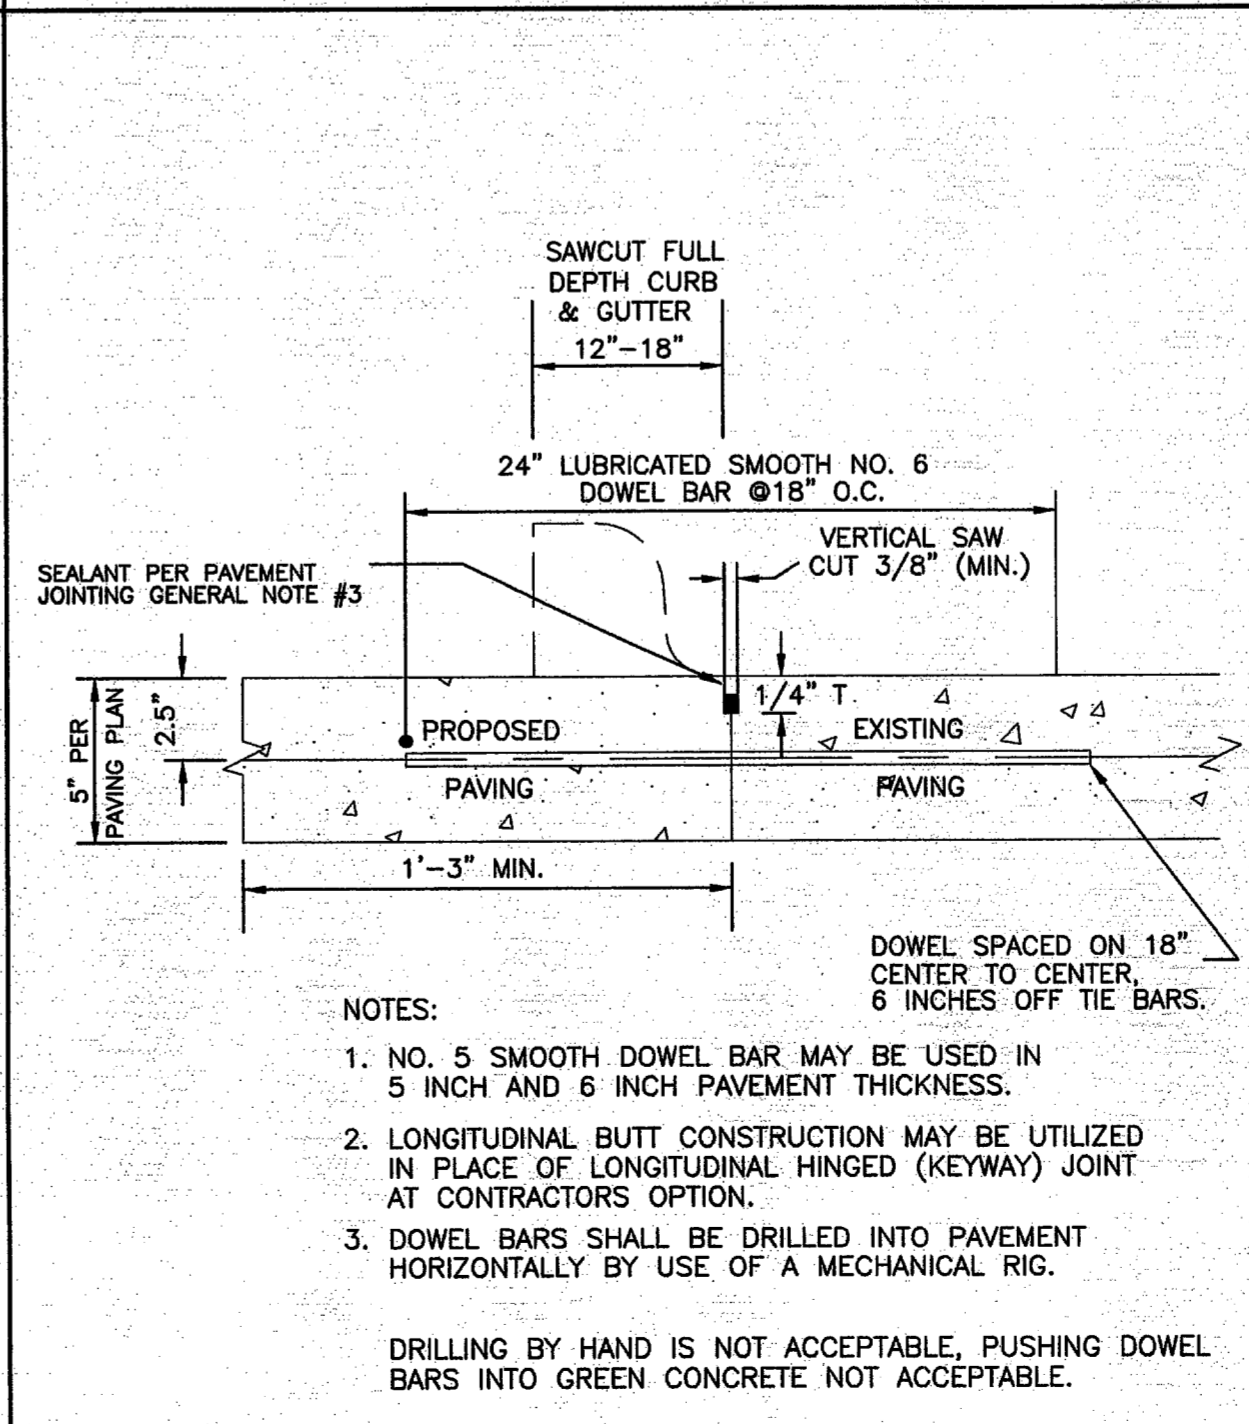 SAWCUT FULL
DEPTH CURB
& GUTTER
12"-18"
24" LUBRICATED SMOOTH NO. 6
DOWEL BAR @18" O.C.
VERTICAL SAW
CUT 3/8" (MIN.)
SEALANT PER PAVEMENT
JOINTING GENERAL NOTE #3
5" PER
PAVING PLAN
2.5"
1/4" T
PROPOSED
PAVING
EXISTING
PAVING
1'-3" MIN.
DOWEL SPACED ON 18"
CENTER TO CENTER,
6 INCHES OFF TIE BARS.
NOTES:
1. NO. 5 SMOOTH DOWEL BAR MAY BE USED IN
5 INCH AND 6 INCH PAVEMENT THICKNESS.
2. LONGITUDINAL BUTT CONSTRUCTION MAY BE UTILIZED
IN PLACE OF LONGITUDINAL HINGED (KEYWAY) JOINT
AT CONTRACTORS OPTION.
3. DOWEL BARS SHALL BE DRILLED INTO PAVEMENT
HORIZONTALLY BY USE OF A MECHANICAL RIG.
DRILLING BY HAND IS NOT ACCEPTABLE, PUSHING DOWEL
BARS INTO GREEN CONCRETE NOT ACCEPTABLE.